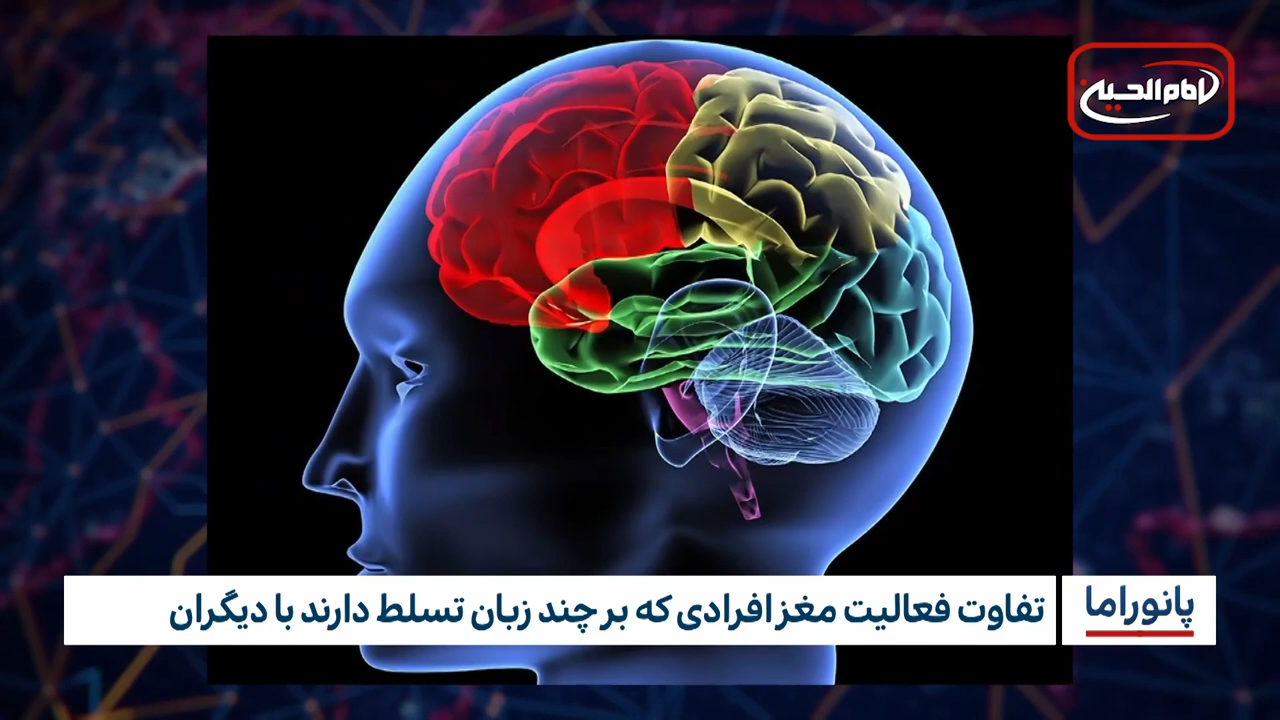 امام الحسین
پانوراما
تفاوت فعالیت مغز افرادی که بر چند زبان تسلط دارند با دیگران